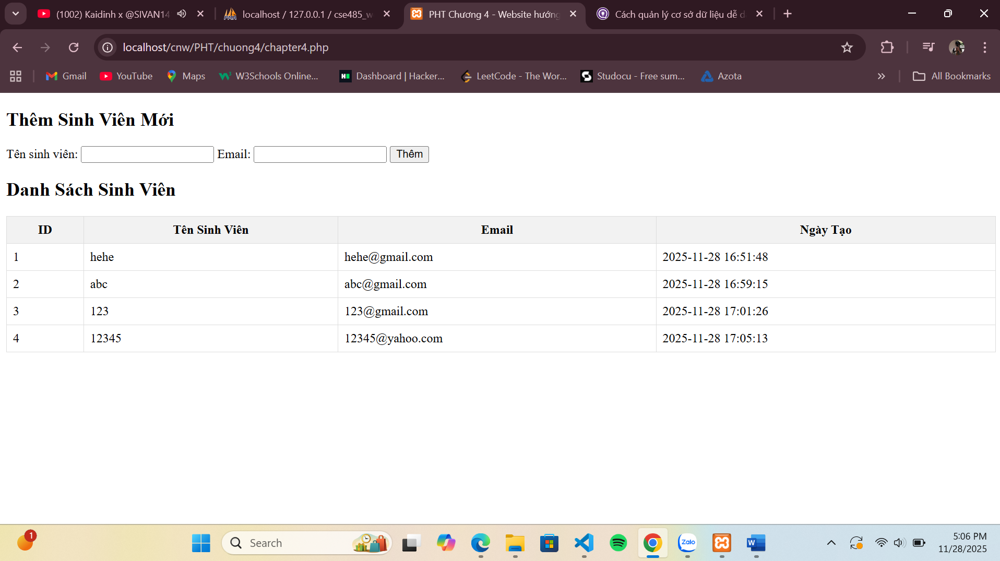 (1002) Kaidinh x @SIVAN14
localhost / 127.0.0.1 / cse485_w
PHT Chương 4 - Website hướng
Cách quản lý cơ sở dữ liệu dễ d
localhost/cnw/PHT/chuong4/chapter4.php
Gmail
YouTube
Maps
W3Schools Online...
Dashboard | Hacker...
LeetCode - The Wor...
Studocu - Free sum...
Azota
All Bookmarks
Thêm Sinh Viên Mới
Tên sinh viên: Email: Thêm
Danh Sách Sinh Viên
ID Tên Sinh Viên Email Ngày Tạo
1 hehe hehe@gmail.com 2025-11-28 16:51:48
2 abc abc@gmail.com 2025-11-28 16:59:15
3 123 123@gmail.com 2025-11-28 17:01:26
4 12345 12345@yahoo.com 2025-11-28 17:05:13
1
Search
Zalo
5:06 PM
11/28/2025